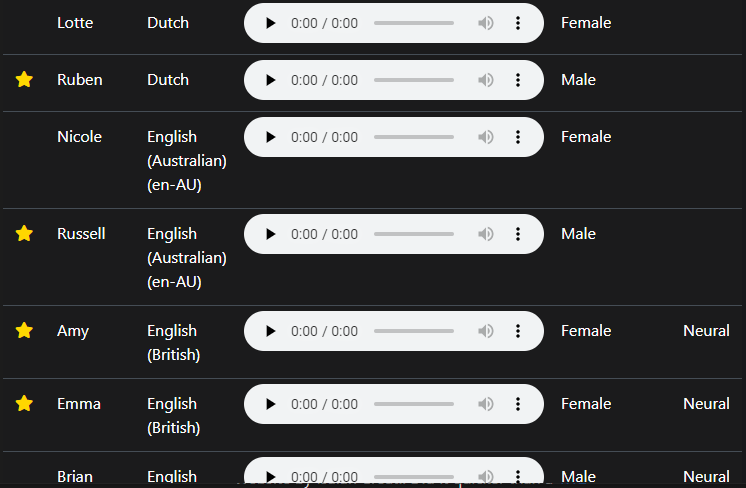 Lotte Dutch 0:00 / 0:00 Female
Ruben Dutch 0:00 / 0:00 Male
Nicole English 0:00 / 0:00 Female
(Australian)
(en-AU)
Russell English 0:00 / 0:00 Male
(Australian)
(en-AU)
Amy English 0:00 / 0:00 Female Neural
(British)
Emma English 0:00 / 0:00 Female Neural
(British)
Brian English 0:00 / 0:00 Male Neural